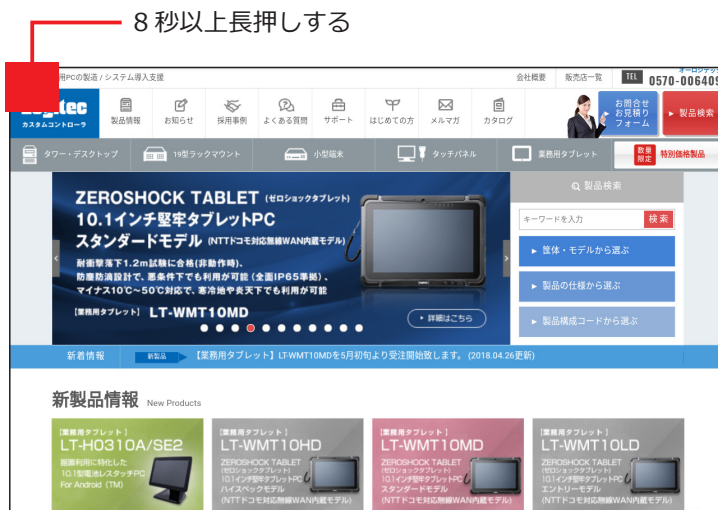 8秒以上長押しする
用PCの製造 / システム導入支援
会社概要
販売店一覧
TEL
オーロジテック
0570-006409
カスタムコントローラ
製品情報
お知らせ
採用事例
よくある質問
サポート
はじめての方
メルマガ
カタログ
お問合せ
お見積り
フォーム
製品検索
タワー・デスクトップ
19型ラックマウント
小型端末
タッチパネル
業務用タブレット
数量
限定
特別価格製品
ZEROSHOCK TABLET (ゼロショックタブレット)
10.1インチ堅牢タブレットPC
スタンダードモデル (NTTドコモ対応無線WAN内蔵モデル)
耐衝撃落下1.2m試験に合格(非動作時)、
防塵防滴設計で、悪条件下でも利用が可能 (全面IP65準拠) 、
マイナス10℃〜50℃対応で、寒冷地や炎天下でも利用が可能
[業務用タブレット] LT-WMT10MD
詳細はこちら
製品検索
キーワードを入力
検索
筐体・モデルから選ぶ
製品の仕様から選ぶ
製品構成コードから選ぶ
新着情報
新製品
【業務用タブレット】LT-WMT10MDを5月初旬より受注開始致します。 (2018.04.26更新)
新製品情報 New Products
[業務用タブレット]
LT-H0310A/SE2
据置利用に特化した
10.1型電池レスタッチPC
For Android (TM)
[業務用タブレット]
LT-WMT10HD
ZEROSHOCK TABLET
(ゼロショックタブレット)
10.1インチ堅牢タブレットPC
ハイスペックモデル
(NTTドコモ対応無線WAN内蔵モデル)
[業務用タブレット]
LT-WMT10MD
ZEROSHOCK TABLET
(ゼロショックタブレット)
10.1インチ堅牢タブレットPC
スタンダードモデル
(NTTドコモ対応無線WAN内蔵モデル)
[業務用タブレット]
LT-WMT10LD
ZEROSHOCK TABLET
(ゼロショックタブレット)
10.1インチ堅牢タブレットPC
エントリーモデル
(NTTドコモ対応無線WAN内蔵モデル)